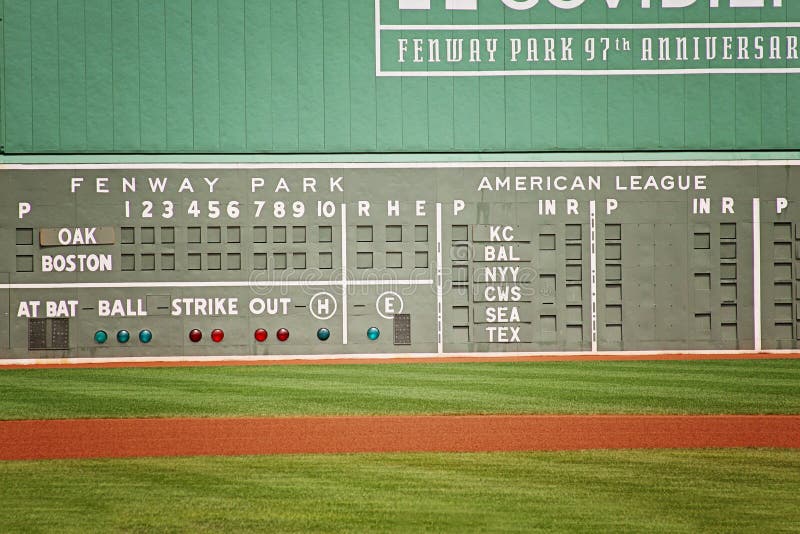 FENWAY PARK 97th ANNIVERSAR
FENWAY PARK
P 1 2 3 4 5 6 7 8 9 10 R H E P
OAK
BOSTON
AT BAT BALL STRIKE OUT H E
AMERICAN LEAGUE
IN R P IN R P
KC
BAL
NYY
CWS
SEA
TEX